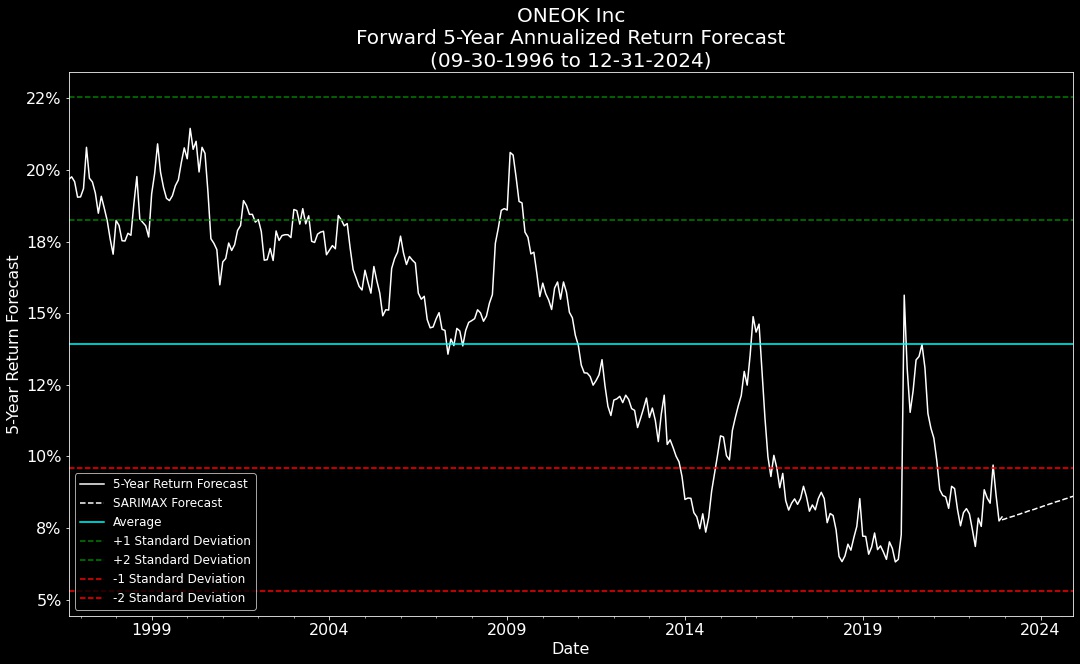 ONEOK Inc
Forward 5-Year Annualized Return Forecast
(09-30-1996 to 12-31-2024)
5-Year Return Forecast
22%
20%
18%
15%
12%
10%
8%
5%
5-Year Return Forecast
SARIMAX Forecast
Average
+1 Standard Deviation
+2 Standard Deviation
-1 Standard Deviation
-2 Standard Deviation
1999 2004 2009 2014 2019 2024
Date